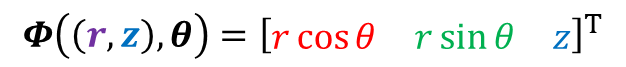 Φ((r, z), θ) = [r cos θ r sin θ z]ᵀ